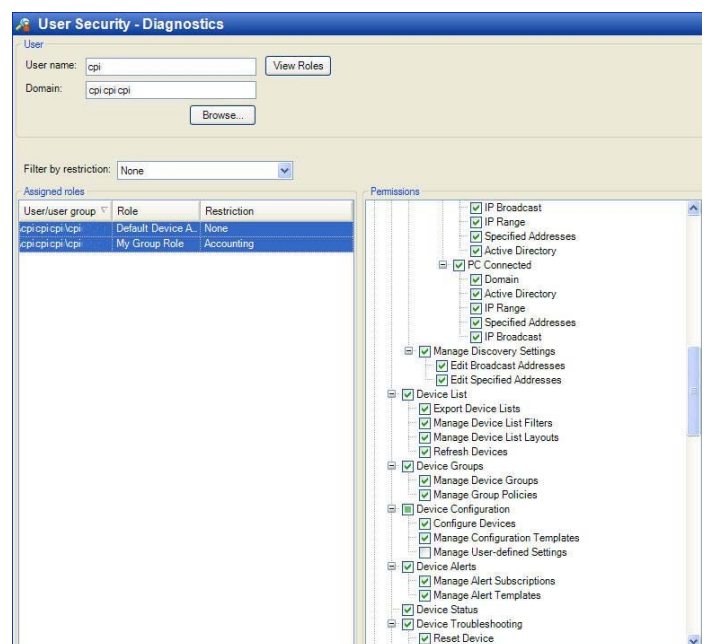 User Security - Diagnostics
User
User name: cpi View Roles
Domain: cpi cpi cpi
Browse...
Filter by restriction: None
Assigned roles
User/user group Role Restriction
\cpi cpi cpi \cpi Default Device A.. None
\cpi cpi cpi \cpi My Group Role Accounting
Permissions
IP Broadcast
IP Range
Specified Addresses
Active Directory
PC Connected
Domain
Active Directory
IP Range
Specified Addresses
IP Broadcast
Manage Discovery Settings
Edit Broadcast Addresses
Edit Specified Addresses
Device List
Export Device Lists
Manage Device List Filters
Manage Device List Layouts
Refresh Devices
Device Groups
Manage Device Groups
Manage Group Policies
Device Configuration
Configure Devices
Manage Configuration Templates
Manage User-defined Settings
Device Alerts
Manage Alert Subscriptions
Manage Alert Templates
Device Status
Device Troubleshooting
Reset Device